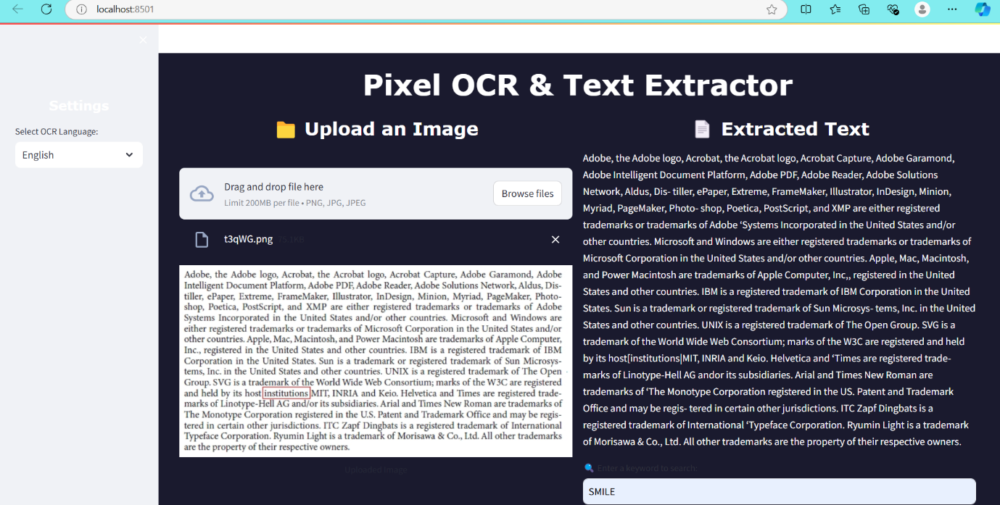 localhost:8501
Settings
Select OCR Language:
English
Pixel OCR & Text Extractor
Upload an Image
Drag and drop file here
Limit 200MB per file • PNG, JPG, JPEG
Browse files
t3qWG.png 15.1KB
Adobe, the Adobe logo, Acrobat, the Acrobat logo, Acrobat Capture, Adobe Garamond, Adobe
Intelligent Document Platform, Adobe PDF, Adobe Reader, Adobe Solutions Network, Aldus, Dis-
tiller, ePaper, Extreme, FrameMaker, Illustrator, InDesign, Minion, Myriad, PageMaker, Photo-
shop, Poetica, PostScript, and XMP are either registered trademarks or trademarks of Adobe
Systems Incorporated in the United States and/or other countries. Microsoft and Windows are
either registered trademarks or trademarks of Microsoft Corporation in the United States and/or
other countries. Apple, Mac, Macintosh, and Power Macintosh are trademarks of Apple Computer,
Inc., registered in the United States and other countries. IBM is a registered trademark of IBM
Corporation in the United States. Sun is a trademark or registered trademark of Sun Microsys-
tems, Inc. in the United States and other countries. UNIX is a registered trademark of The Open
Group. SVG is a trademark of the World Wide Web Consortium; marks of the W3C are registered
and held by its host institutions MIT, INRIA and Keio. Helvetica and Times are registered trade-
marks of Linotype-Hell AG and/or its subsidiaries. Arial and Times New Roman are trademarks of
The Monotype Corporation registered in the U.S. Patent and Trademark Office and may be regis-
tered in certain other jurisdictions. ITC Zapf Dingbats is a registered trademark of International
Typeface Corporation. Ryumin Light is a trademark of Morisawa & Co., Ltd. All other trademarks
are the property of their respective owners.
Uploaded Image
Extracted Text
Adobe, the Adobe logo, Acrobat, the Acrobat logo, Acrobat Capture, Adobe Garamond,
Adobe Intelligent Document Platform, Adobe PDF, Adobe Reader, Adobe Solutions
Network, Aldus, Dis- tiller, ePaper, Extreme, FrameMaker, Illustrator, InDesign, Minion,
Myriad, PageMaker, Photo- shop, Poetica, PostScript, and XMP are either registered
trademarks or trademarks of Adobe ‘Systems Incorporated in the United States and/or
other countries. Microsoft and Windows are either registered trademarks or trademarks of
Microsoft Corporation in the United States and/or other countries. Apple, Mac, Macintosh,
and Power Macintosh are trademarks of Apple Computer, Inc,, registered in the United
States and other countries. IBM is a registered trademark of IBM Corporation in the United
States. Sun is a trademark or registered trademark of Sun Microsys- tems, Inc. in the United
States and other countries. UNIX is a registered trademark of The Open Group. SVG is a
trademark of the World Wide Web Consortium; marks of the W3C are registered and held
by its host[institutions|MIT, INRIA and Keio. Helvetica and ‘Times are registered trade-
marks of Linotype-Hell AG andor its subsidiaries. Arial and Times New Roman are
trademarks of ‘The Monotype Corporation registered in the US. Patent and Trademark
Office and may be regis- tered in certain other jurisdictions. ITC Zapf Dingbats is a
registered trademark of International ‘Typeface Corporation. Ryumin Light is a trademark
of Morisawa & Co., Ltd. All other trademarks are the property of their respective owners.
Enter a keyword to search:
SMILE